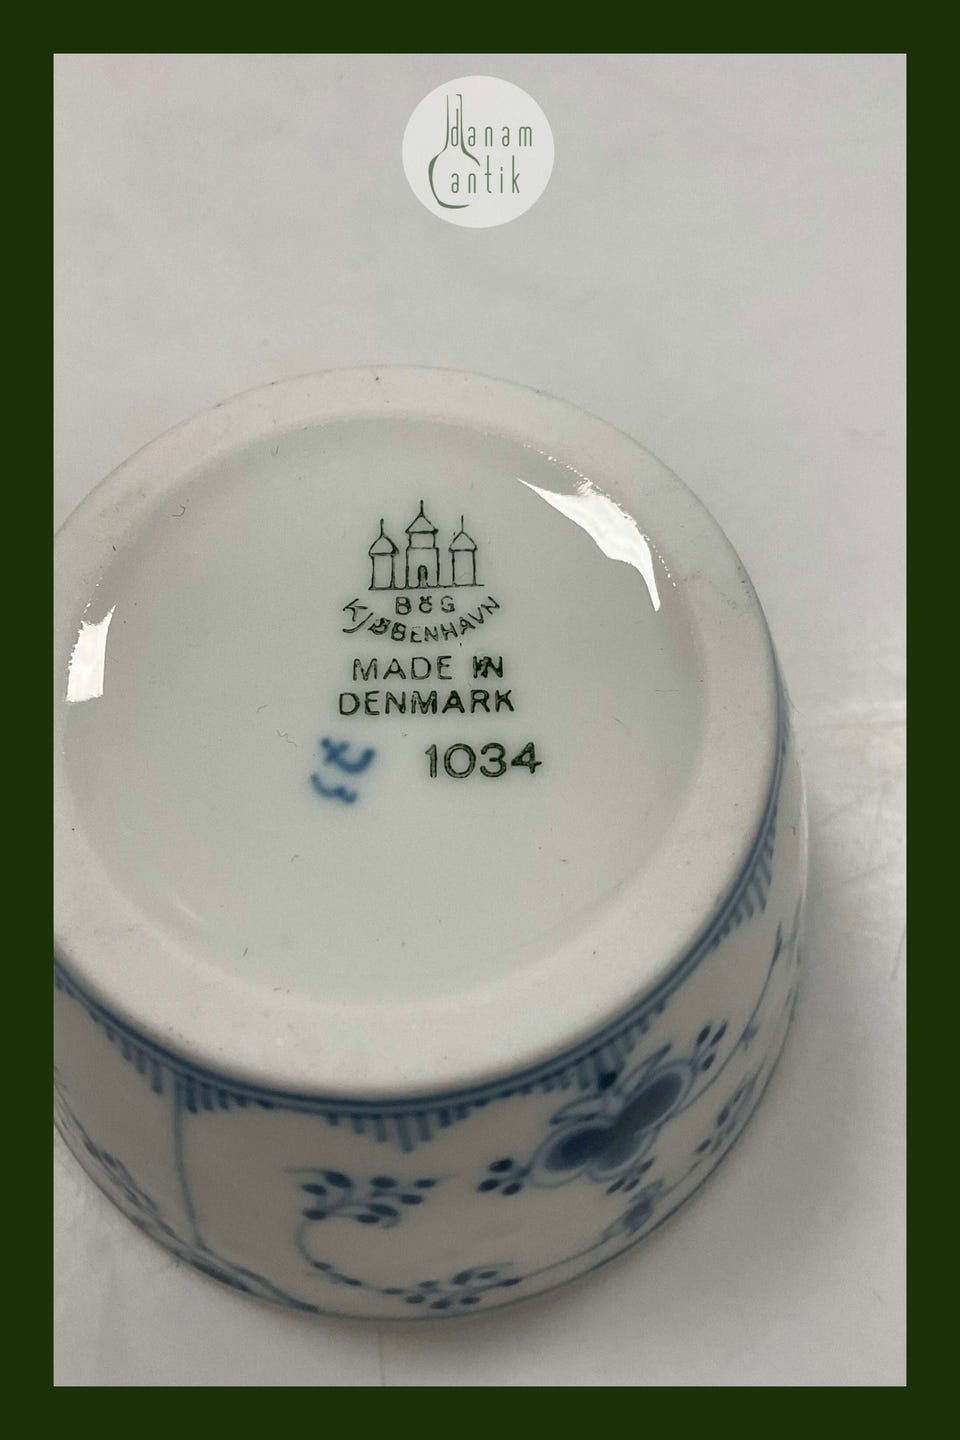 danam
antik
B&G
KJØBENHAVN
MADE IN
DENMARK
1034